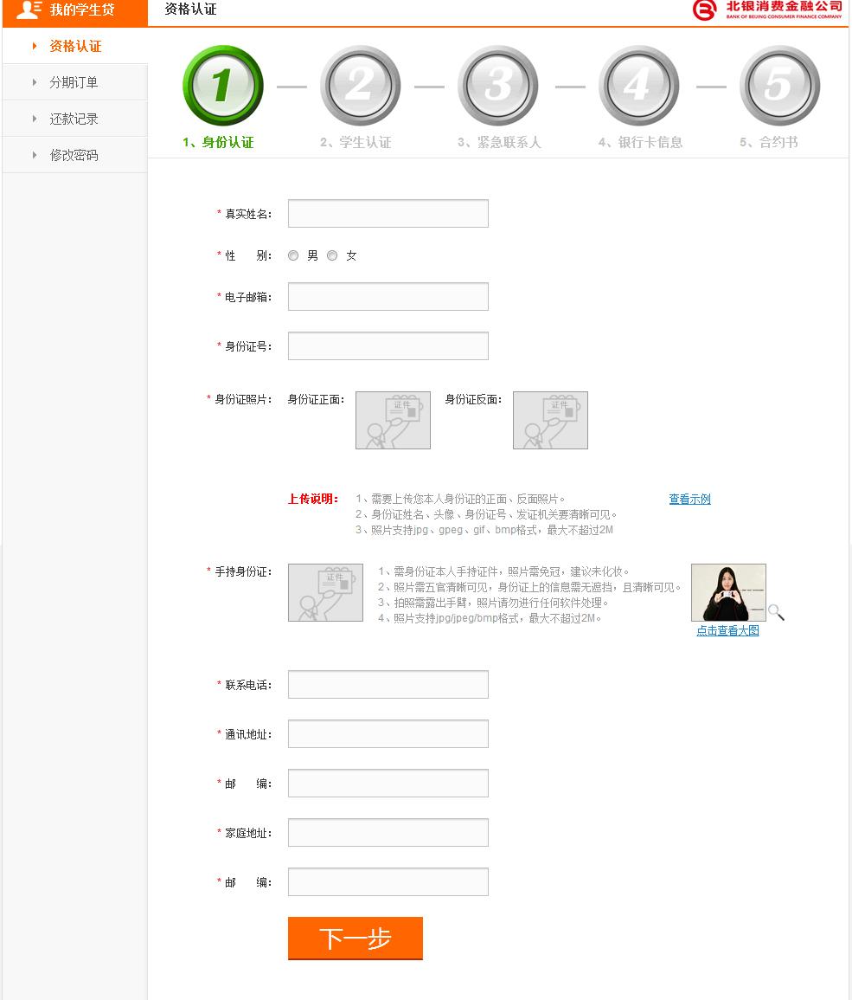 我的学生贷
资格认证
北银消费金融公司
BANK OF BEIJING CONSUMER FINANCE COMPANY
资格认证
分期订单
还款记录
修改密码
1 2 3 4 5
1、身份认证 2、学生认证 3、紧急联系人 4、银行卡信息 5、合约书
* 真实姓名：
* 性 别： 男 女
* 电子邮箱：
* 身份证号：
* 身份证照片： 身份证正面： 证件 身份证反面： 证件
上传说明： 1、需要上传您本人身份证的正面、反面照片。 查看示例
2、身份证姓名、头像、身份证号、发证机关要清晰可见。
3、照片支持jpg、gpeg、gif、bmp格式，最大不超过2M
* 手持身份证： 证件 1、需身份证本人手持证件，照片需免冠，建议未化妆。
2、照片需五官清晰可见，身份证上的信息需无遮挡，且清晰可见。
3、拍照需露出手臂，照片请勿进行任何软件处理。
4、照片支持jpg/jpeg/bmp格式，最大不超过2M。
点击查看大图
* 联系电话：
* 通讯地址：
* 邮 编：
* 家庭地址：
* 邮 编：
下一步